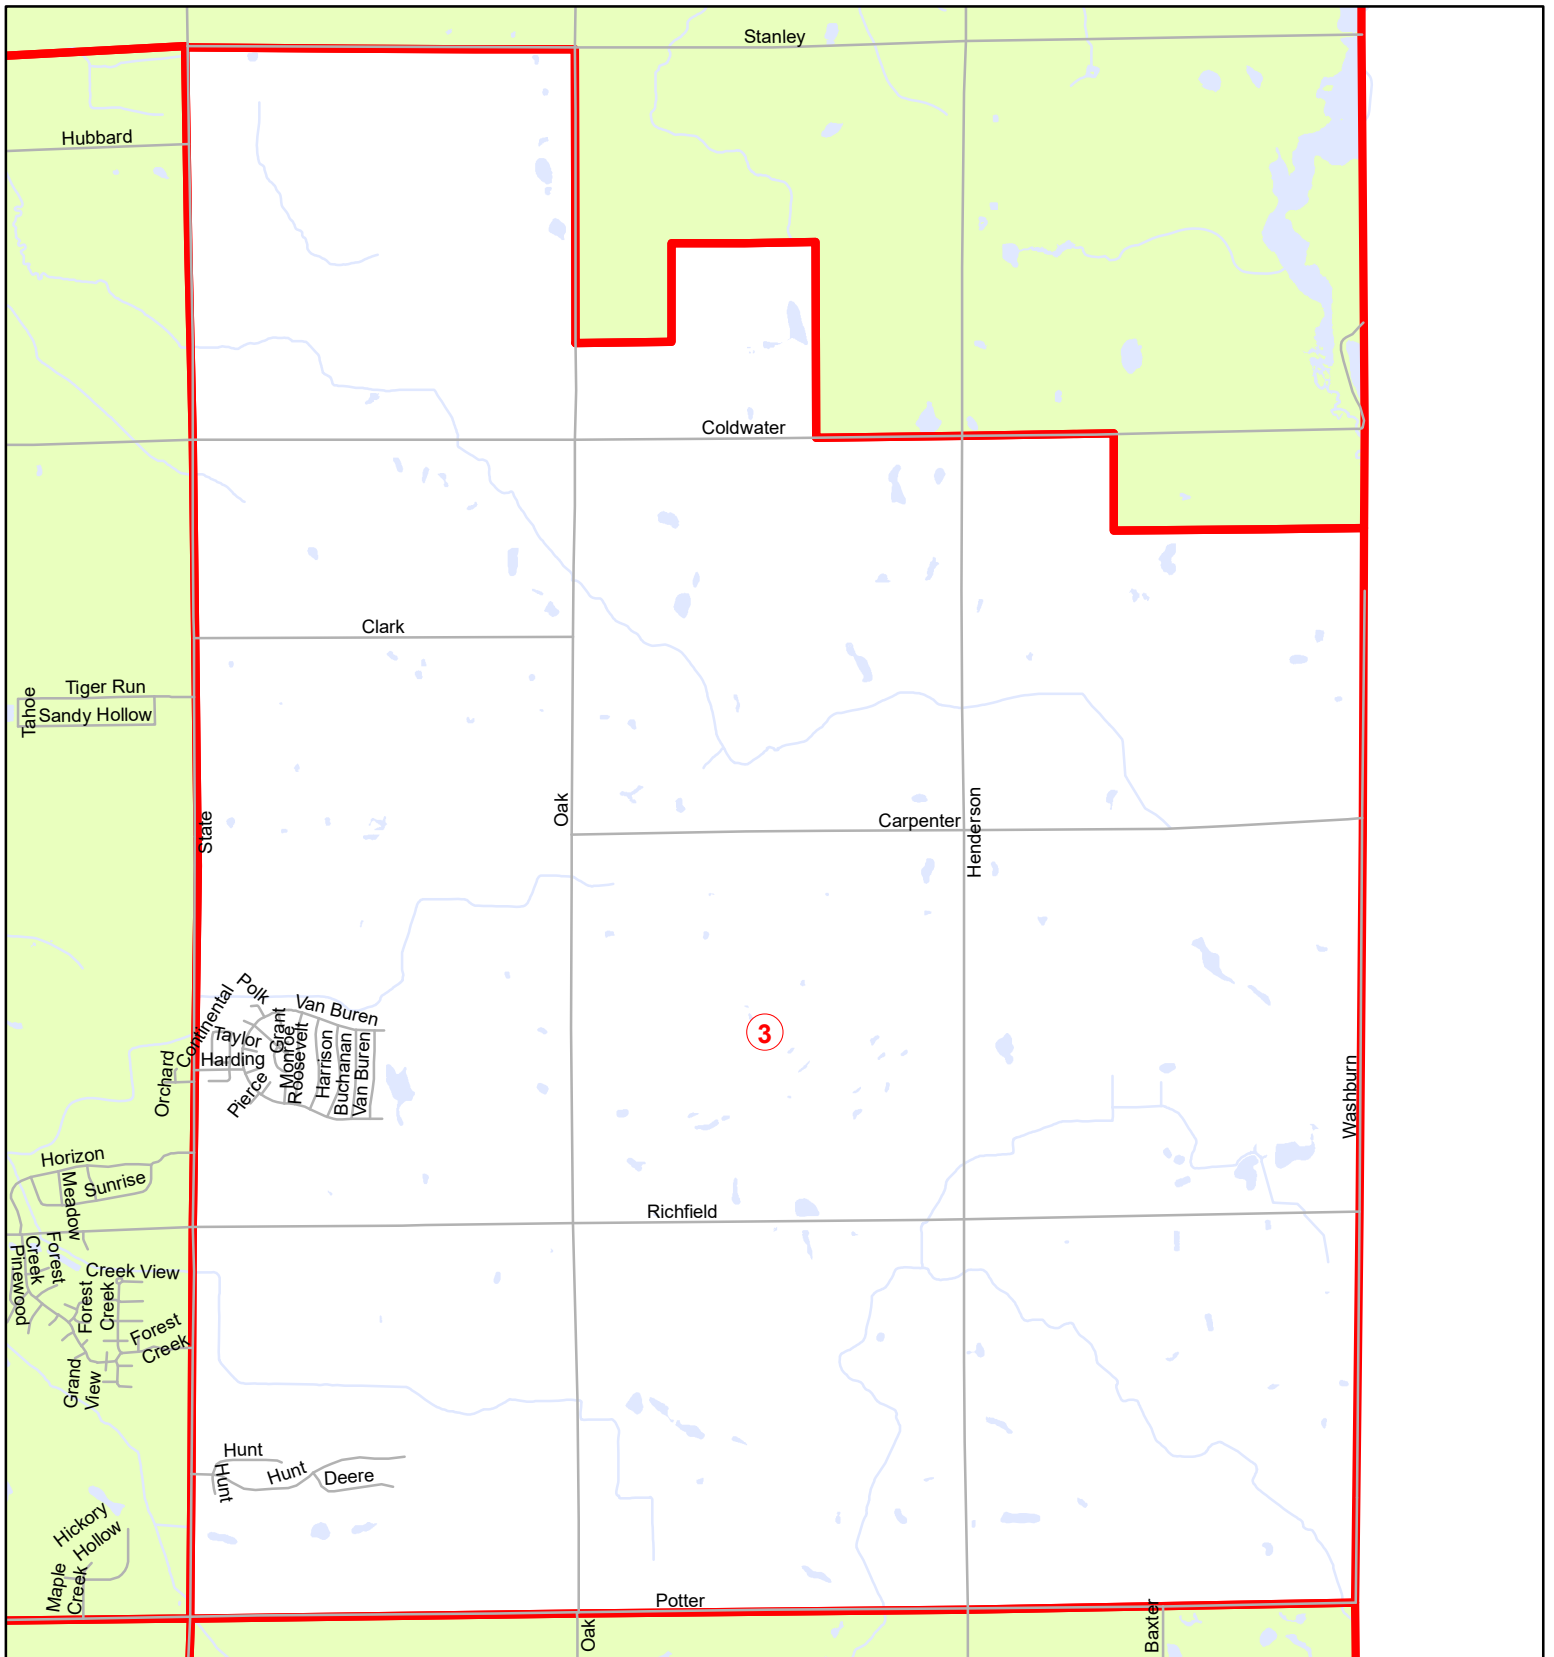 Stanley
Hubbard
Coldwater
Clark
Tiger Run
Tahoe
Sandy Hollow
State
Oak
Carpenter
Henderson
Polk
Continental
Van Buren
Grant
Taylor
Monroe
Roosevelt
Harrison
Buchanan
Van Buren
Harding
Pierce
Orchard
3
Washburn
Horizon
Sunrise
Meadow
Richfield
Forest
Creek
Pinewood
Creek View
Forest
Creek
Forest
Creek
Grand
View
Hunt
Hunt
Hunt
Deere
Hickory
Hollow
Maple
Creek
Potter
Oak
Baxter